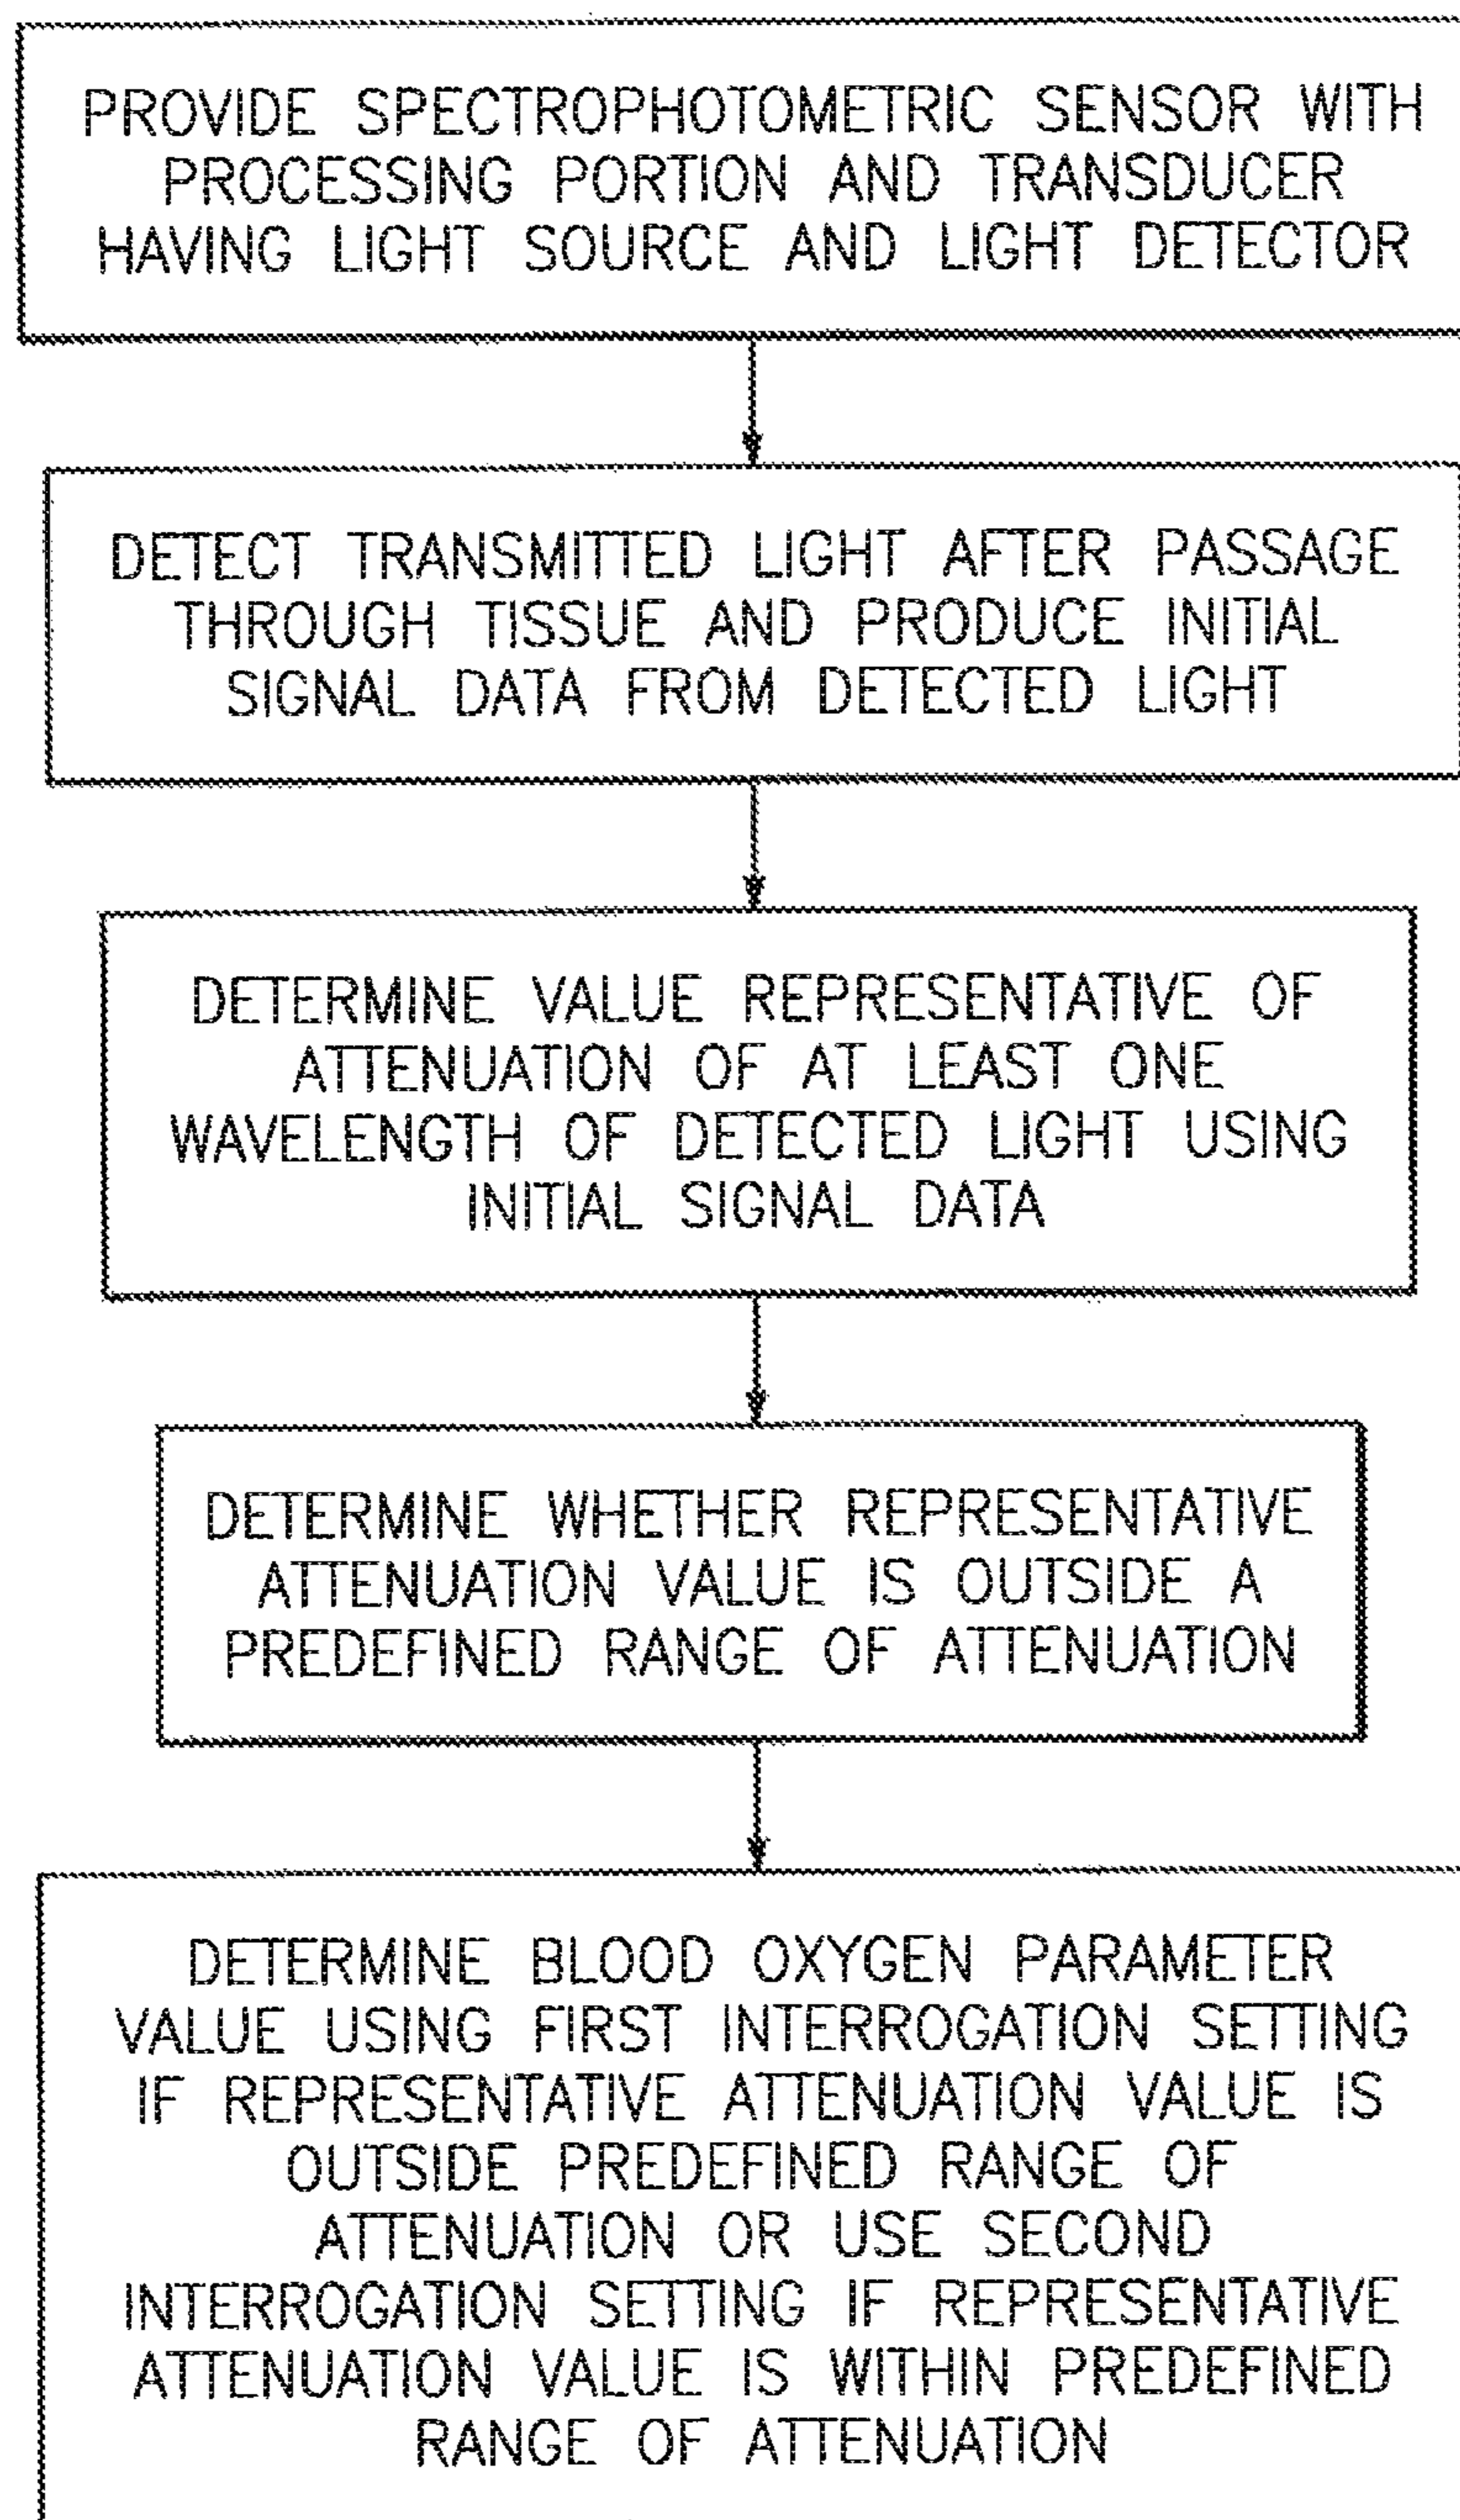 PROVIDE SPECTROPHOTOMETRIC SENSOR WITH
PROCESSING PORTION AND TRANSDUCER
HAVING LIGHT SOURCE AND LIGHT DETECTOR
DETECT TRANSMITTED LIGHT AFTER PASSAGE
THROUGH TISSUE AND PRODUCE INITIAL
SIGNAL DATA FROM DETECTED LIGHT
DETERMINE VALUE REPRESENTATIVE OF
ATTENUATION OF AT LEAST ONE
WAVELENGTH OF DETECTED LIGHT USING
INITIAL SIGNAL DATA
DETERMINE WHETHER REPRESENTATIVE
ATTENUATION VALUE IS OUTSIDE A
PREDEFINED RANGE OF ATTENUATION
DETERMINE BLOOD OXYGEN PARAMETER
VALUE USING FIRST INTERROGATION SETTING
IF REPRESENTATIVE ATTENUATION VALUE IS
OUTSIDE PREDEFINED RANGE OF
ATTENUATION OR USE SECOND
INTERROGATION SETTING IF REPRESENTATIVE
ATTENUATION VALUE IS WITHIN PREDEFINED
RANGE OF ATTENUATION